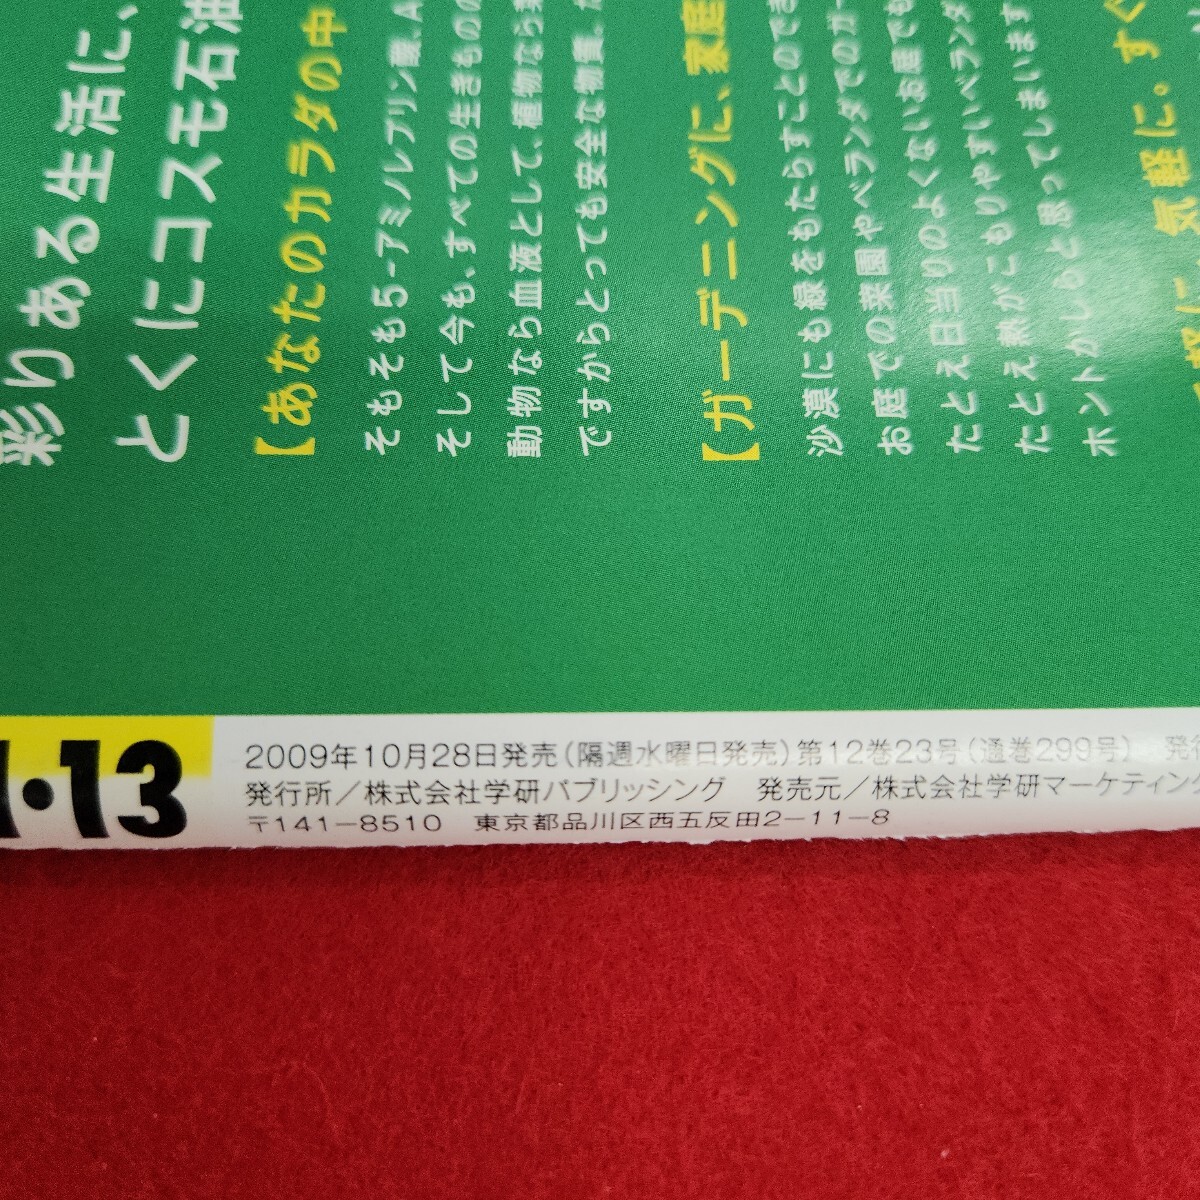 彩りある生活に、
とくにコスモ石油
【あなたのカラダの中
そもそも5-アミノレブリン酸、A
そして今も、すべての生きものの
動物なら血液として、植物なら葉
ですからとっても安全な物質。た
【ガーデニングに、家庭
沙漠にも緑をもたらすことのでき
お庭での菜園やベランダでのガー
たとえ日当りのよくないお庭でも
たとえ熱がこもりやすいベランダ
ホントかしらと思ってしまいます
気軽に。すぐ
1・13
2009年10月28日発売(隔週水曜日発売)第12巻23号(通巻299号) 発行
発行所/株式会社学研パブリッシング 発売元/株式会社学研マーケティング
〒141-8510 東京都品川区西五反田2-11-8